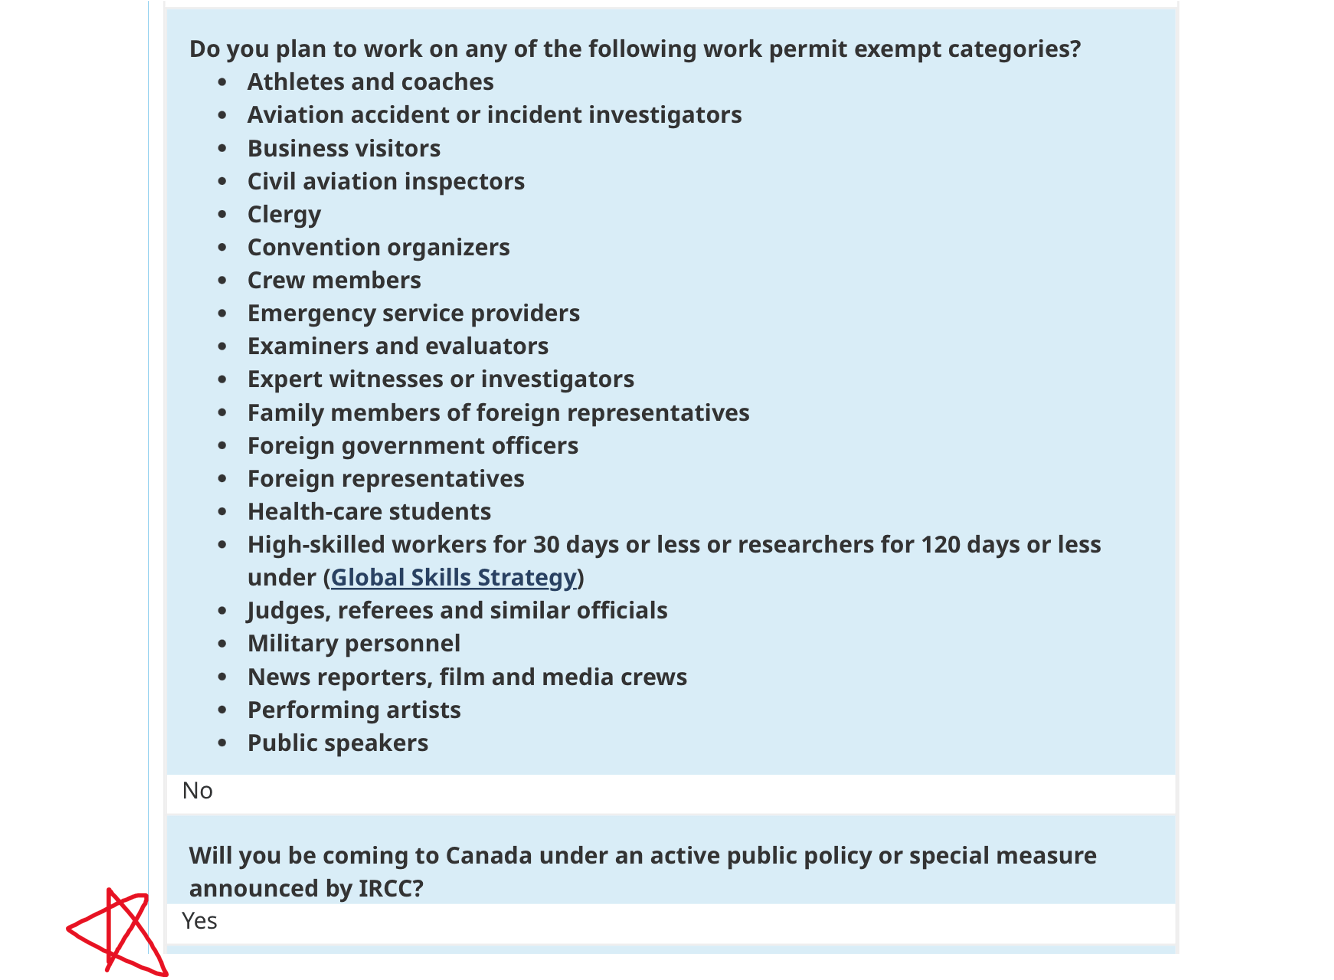 Do you plan to work on any of the following work permit exempt categories?
• Athletes and coaches
• Aviation accident or incident investigators
• Business visitors
• Civil aviation inspectors
• Clergy
• Convention organizers
• Crew members
• Emergency service providers
• Examiners and evaluators
• Expert witnesses or investigators
• Family members of foreign representatives
• Foreign government officers
• Foreign representatives
• Health-care students
• High-skilled workers for 30 days or less or researchers for 120 days or less
under (Global Skills Strategy)
• Judges, referees and similar officials
• Military personnel
• News reporters, film and media crews
• Performing artists
• Public speakers
No
Will you be coming to Canada under an active public policy or special measure
announced by IRCC?
Yes